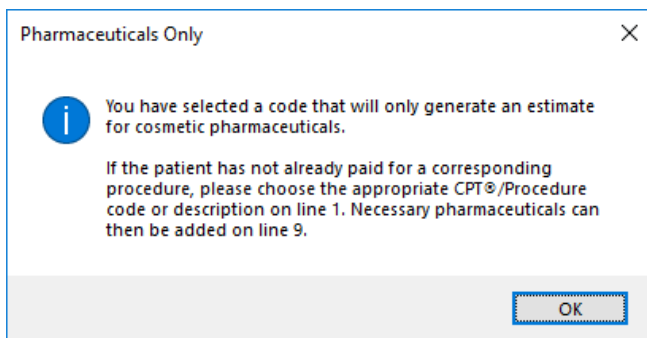 Pharmaceuticals Only
You have selected a code that will only generate an estimate
for cosmetic pharmaceuticals.
If the patient has not already paid for a corresponding
procedure, please choose the appropriate CPT®/Procedure
code or description on line 1. Necessary pharmaceuticals can
then be added on line 9.
OK